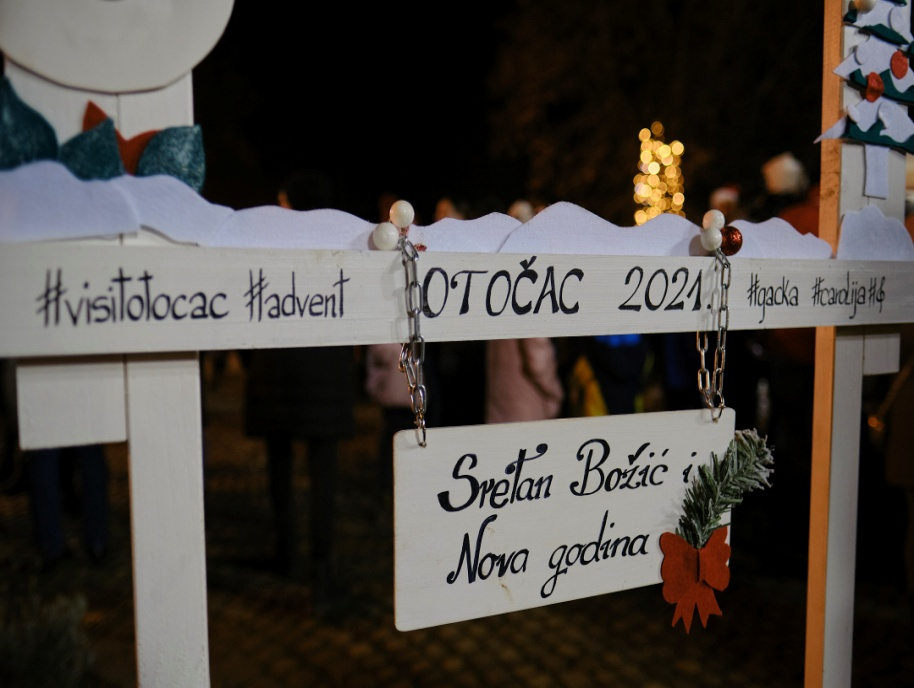 #visitotocac #advent OTOČAC 2021. #gacka #carolija #
Sretan Božić i
Nova godina